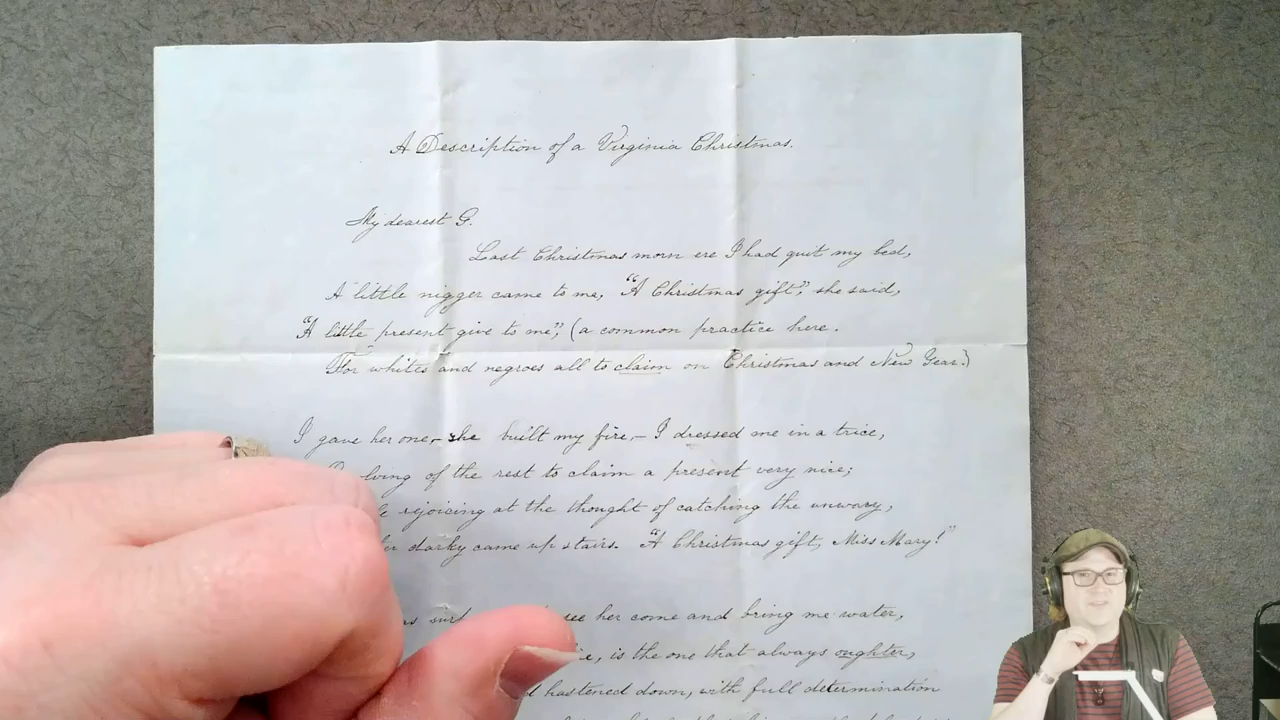 A Description of a Virginia Christmas.
My dearest G.
Last Christmas morn ere I had quit my bed,
A little nigger came to me, "A Christmas gift", she said,
"A little present give to me", (a common practice here.
For whites and negroes all to claim on Christmas and New Year.)
I gave her one,- she built my fire,- I dressed me in a trice,
of the rest to claim a present very nice;
rejoicing at the thought of catching the unwary,
darky came up stairs. "A Christmas gift, Miss Mary!"
see her come and bring me water,
is the one that always oughter,
hastened down, with full determination